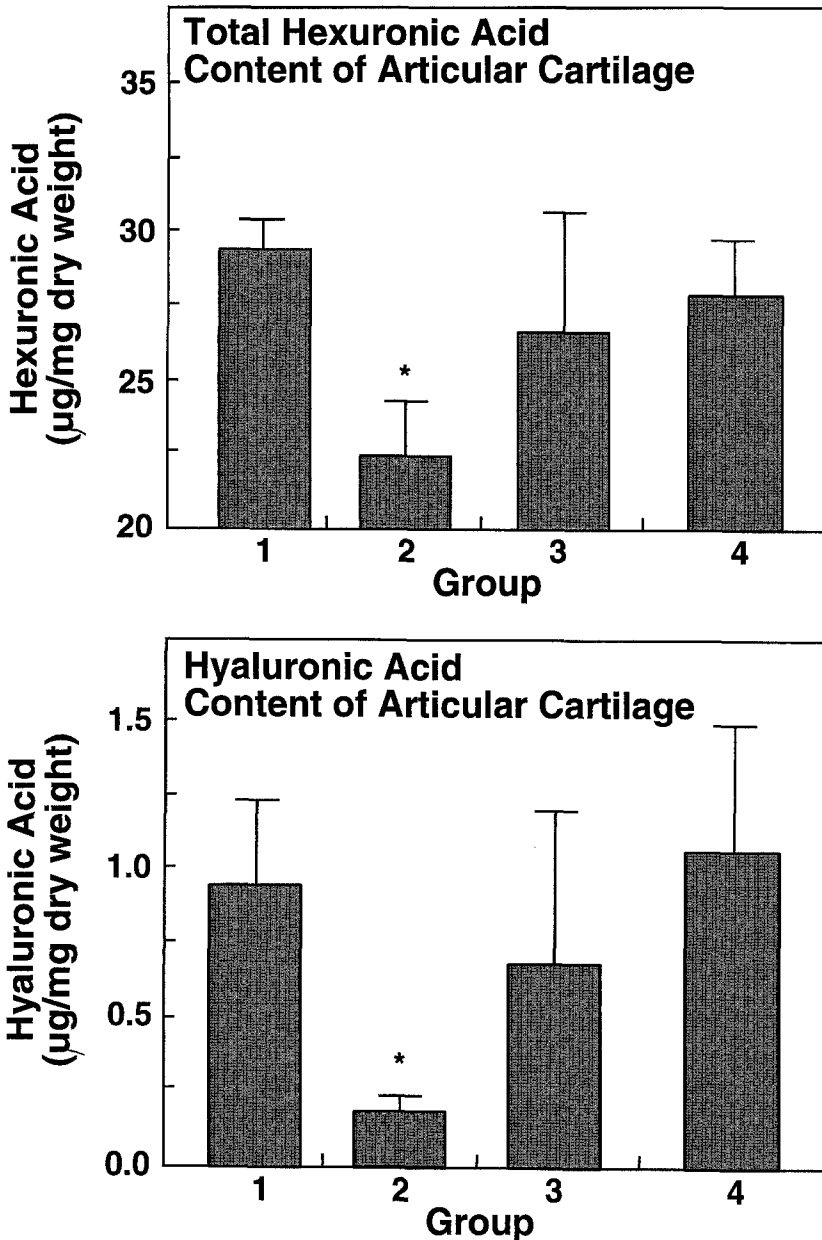 Total Hexuronic Acid
Content of Articular Cartilage
Hexuronic Acid
(µg/mg dry weight)
35
30
25
20
*
1 2 3 4
Group
Hyaluronic Acid
Content of Articular Cartilage
Hyaluronic Acid
(µg/mg dry weight)
1.5
1.0
0.5
0.0
*
1 2 3 4
Group